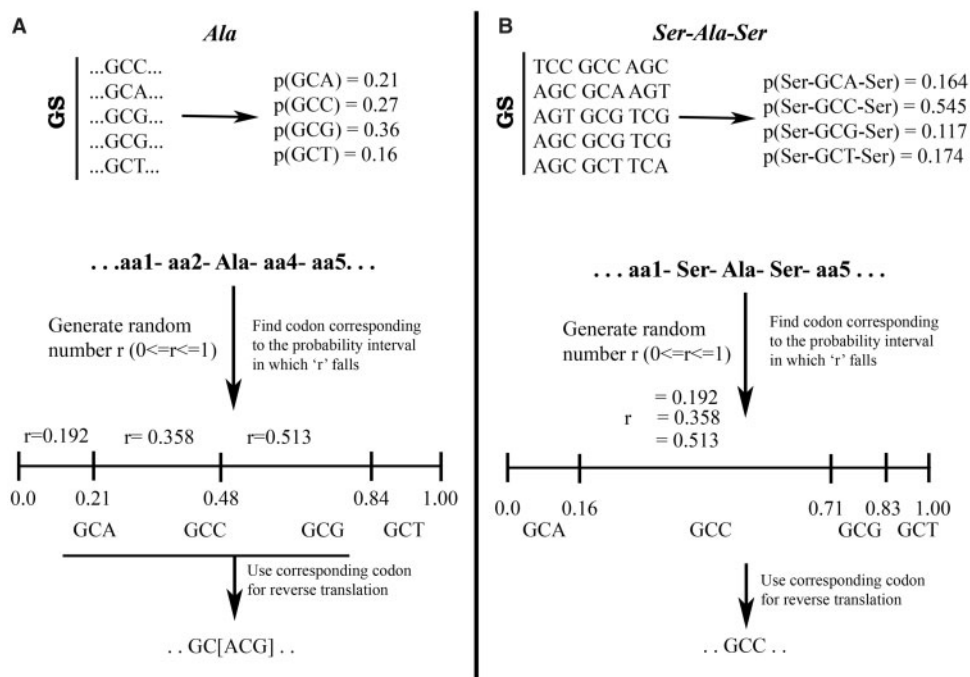 A
Ala
GS
...GCC...
...GCA...
...GCG...
...GCG...
...GCT...
p(GCA) = 0.21
p(GCC) = 0.27
p(GCG) = 0.36
p(GCT) = 0.16
. . .aa1- aa2- Ala- aa4- aa5. . .
Generate random
number r (0<=r<=1)
Find codon corresponding
to the probability interval
in which ‘r’ falls
r=0.192 r= 0.358 r=0.513
0.0 0.21 0.48 0.84 1.00
GCA GCC GCG GCT
Use corresponding codon
for reverse translation
. . GC[ACG] . .
B
Ser-Ala-Ser
GS
TCC GCC AGC
AGC GCA AGT
AGT GCG TCG
AGC GCG TCG
AGC GCT TCA
p(Ser-GCA-Ser) = 0.164
p(Ser-GCC-Ser) = 0.545
p(Ser-GCG-Ser) = 0.117
p(Ser-GCT-Ser) = 0.174
. . . aa1- Ser- Ala- Ser- aa5 . . .
Generate random
number r (0<=r<=1)
Find codon corresponding
to the probability interval
in which ‘r’ falls
= 0.192
r = 0.358
= 0.513
0.0 0.16 0.71 0.83 1.00
GCA GCC GCG GCT
Use corresponding codon
for reverse translation
. . GCC . .